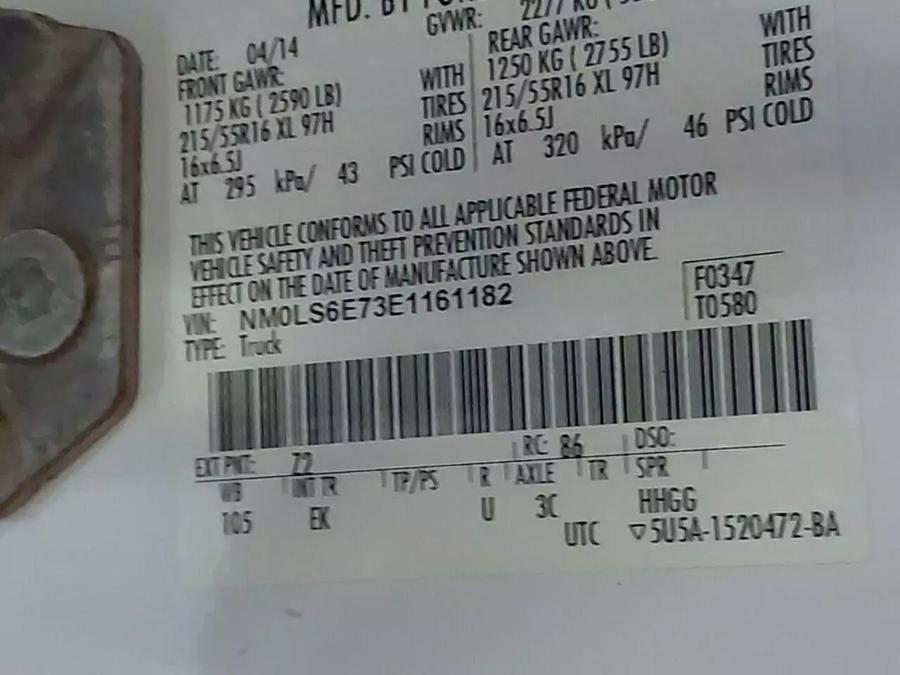 MFD. BY
GVWR: 2277 KG
DATE: 04/14
FRONT GAWR:
1175 KG ( 2590 LB) WITH
215/55R16 XL 97H TIRES
16x6.5J RIMS
AT 295 kPa/ 43 PSI COLD
REAR GAWR:
1250 KG ( 2755 LB) WITH
215/55R16 XL 97H TIRES
16x6.5J RIMS
AT 320 kPa/ 46 PSI COLD
THIS VEHICLE CONFORMS TO ALL APPLICABLE FEDERAL MOTOR
VEHICLE SAFETY AND THEFT PREVENTION STANDARDS IN
EFFECT ON THE DATE OF MANUFACTURE SHOWN ABOVE.
VIN: NM0LS6E73E1161182
TYPE: Truck
F0347
T0580
EXT PNT: Z2 RC: 86 DSO:
WB INT TR TP/PS R AXLE TR SPR
105 EK U 3C HHGG
UTC ▽5U5A-1520472-BA